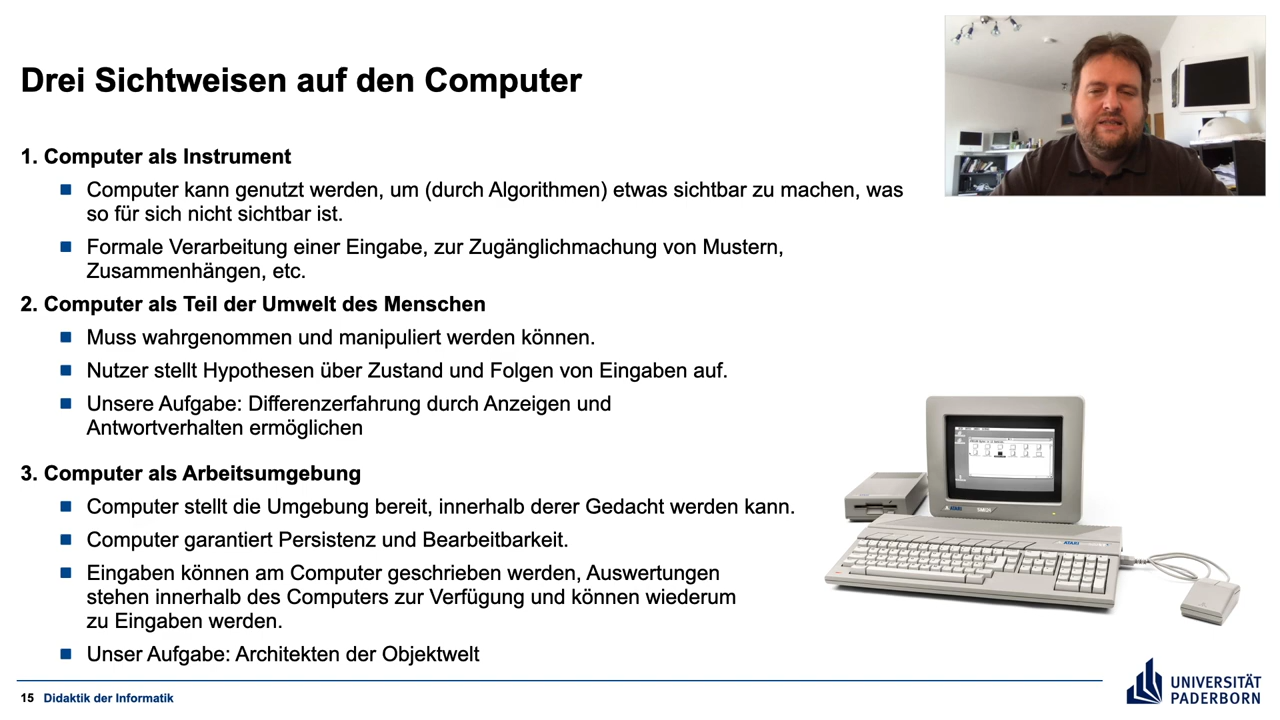 Drei Sichtweisen auf den Computer
1. Computer als Instrument
Computer kann genutzt werden, um (durch Algorithmen) etwas sichtbar zu machen, was
so für sich nicht sichtbar ist.
Formale Verarbeitung einer Eingabe, zur Zugänglichmachung von Mustern,
Zusammenhängen, etc.
2. Computer als Teil der Umwelt des Menschen
Muss wahrgenommen und manipuliert werden können.
Nutzer stellt Hypothesen über Zustand und Folgen von Eingaben auf.
Unsere Aufgabe: Differenzerfahrung durch Anzeigen und
Antwortverhalten ermöglichen
3. Computer als Arbeitsumgebung
Computer stellt die Umgebung bereit, innerhalb derer Gedacht werden kann.
Computer garantiert Persistenz und Bearbeitbarkeit.
Eingaben können am Computer geschrieben werden, Auswertungen
stehen innerhalb des Computers zur Verfügung und können wiederum
zu Eingaben werden.
Unser Aufgabe: Architekten der Objektwelt
ATARI
ATARI
15 Didaktik der Informatik
UNIVERSITÄT
PADERBORN